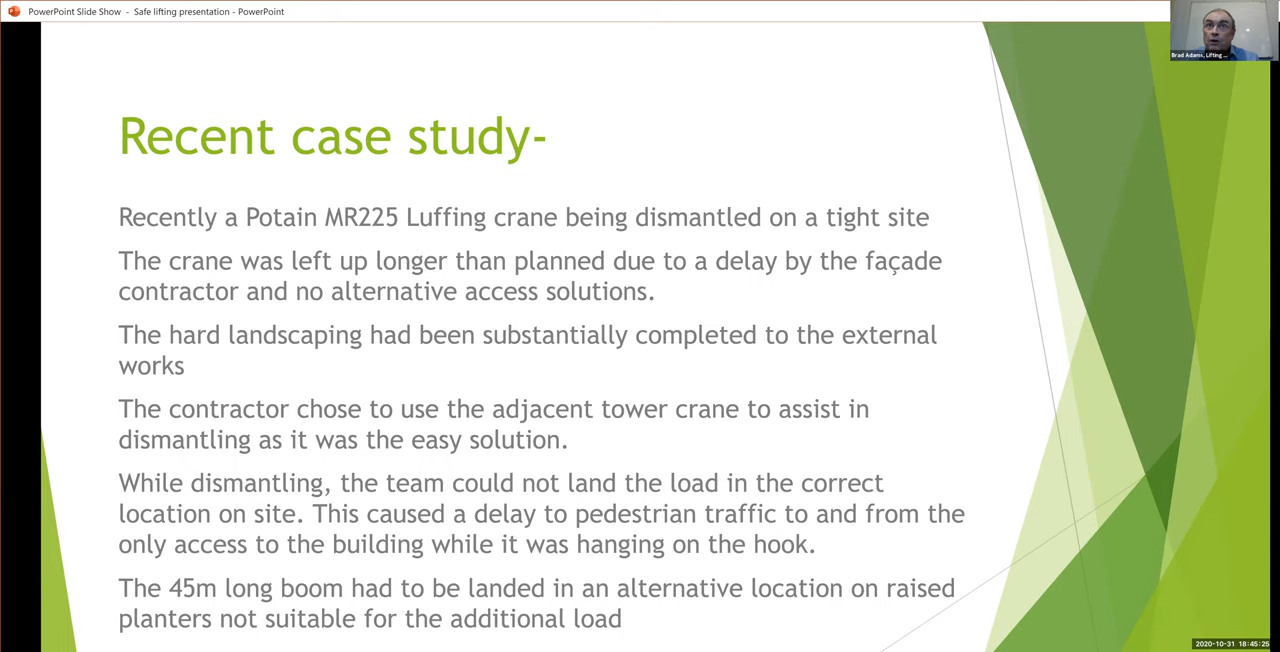 PowerPoint Slide Show - Safe lifting presentation - PowerPoint
Brad Adams, Lifting ...
Recent case study-
Recently a Potain MR225 Luffing crane being dismantled on a tight site
The crane was left up longer than planned due to a delay by the façade
contractor and no alternative access solutions.
The hard landscaping had been substantially completed to the external
works
The contractor chose to use the adjacent tower crane to assist in
dismantling as it was the easy solution.
While dismantling, the team could not land the load in the correct
location on site. This caused a delay to pedestrian traffic to and from the
only access to the building while it was hanging on the hook.
The 45m long boom had to be landed in an alternative location on raised
planters not suitable for the additional load
2020-10-31 18:45:25